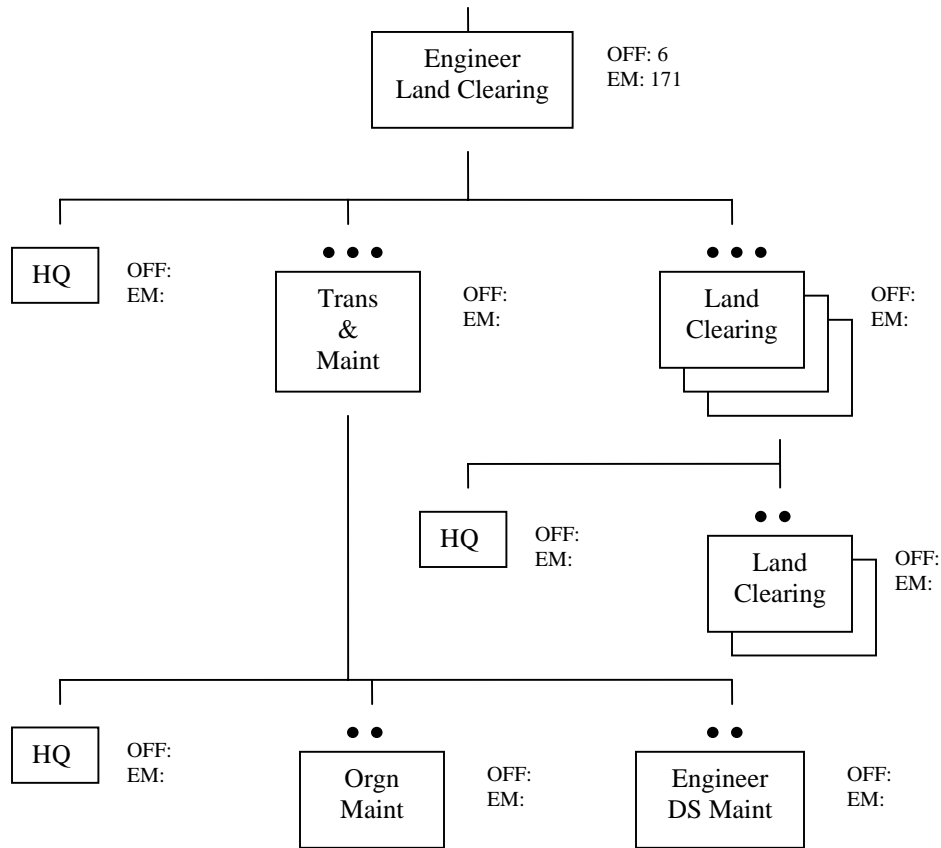 Engineer
Land Clearing
OFF: 6
EM: 171
HQ
OFF:
EM:
Trans
&
Maint
OFF:
EM:
Land
Clearing
OFF:
EM:
HQ
OFF:
EM:
Land
Clearing
OFF:
EM:
HQ
OFF:
EM:
Orgn
Maint
OFF:
EM:
Engineer
DS Maint
OFF:
EM: